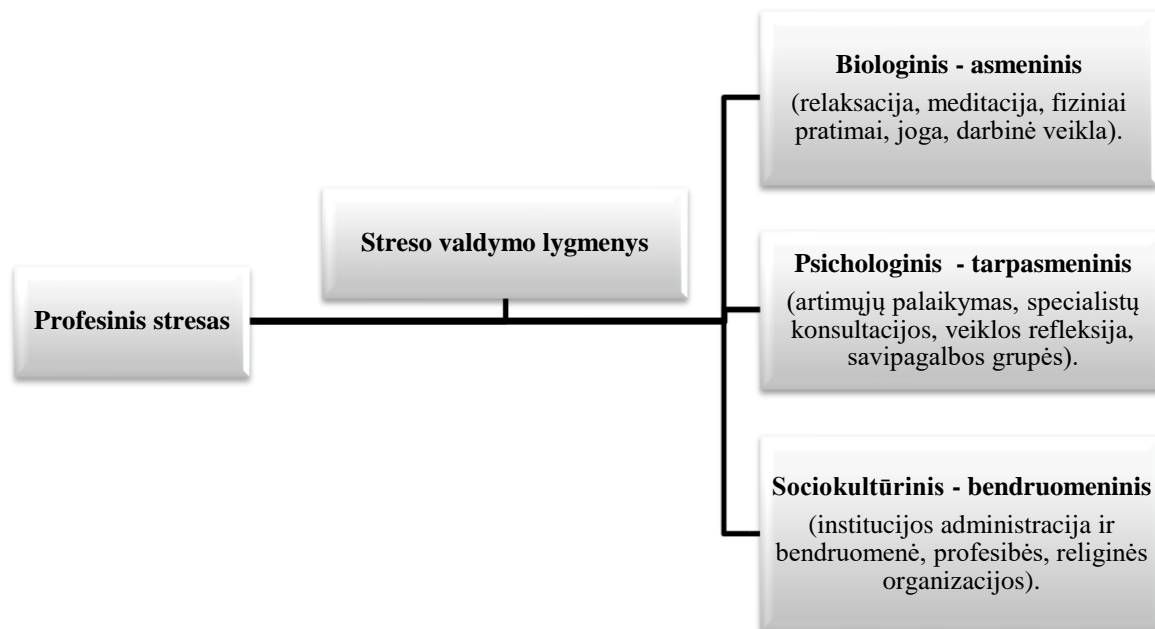 Profesinis stresas
Streso valdymo lygmenys
Biologinis - asmeninis
(relaksacija, meditacija, fiziniai
pratimai, joga, darbinė veikla).
Psichologinis - tarpasmeninis
(artimųjų palaikymas, specialistų
konsultacijos, veiklos refleksija,
savipagalbos grupės).
Sociokultūrinis - bendruomeninis
(institucijos administracija ir
bendruomenė, profesibės, religinės
organizacijos).